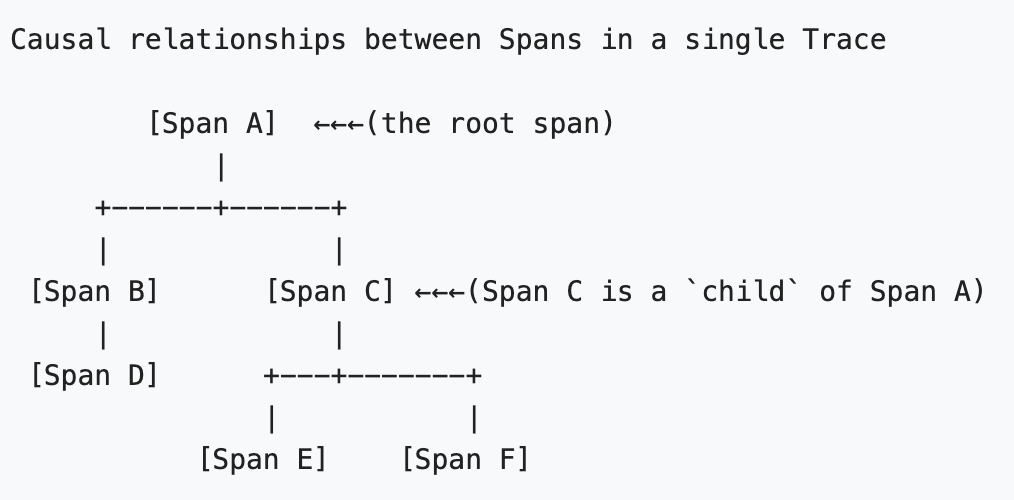 Causal relationships between Spans in a single Trace
[Span A]  ←←←(the root span)
|
+------+------+
|             |
[Span B]      [Span C] ←←←(Span C is a `child` of Span A)
|             |
[Span D]      +---+-------+
|           |
[Span E]    [Span F]